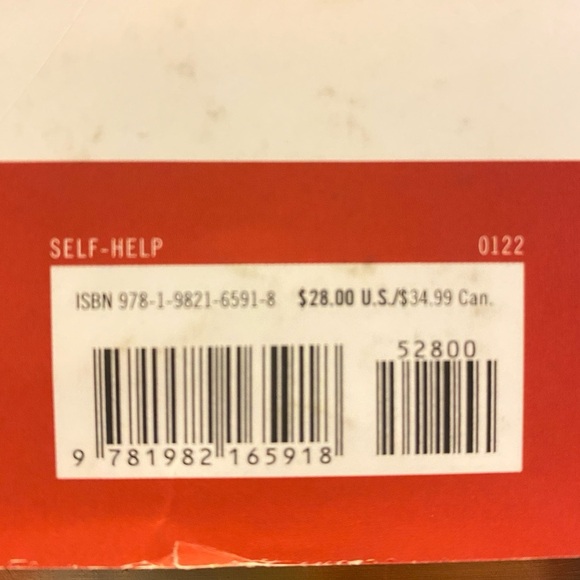 SELF-HELP 0122
ISBN 978-1-9821-6591-8 $28.00 U.S./$34.99 Can.
52800
9 781982 165918